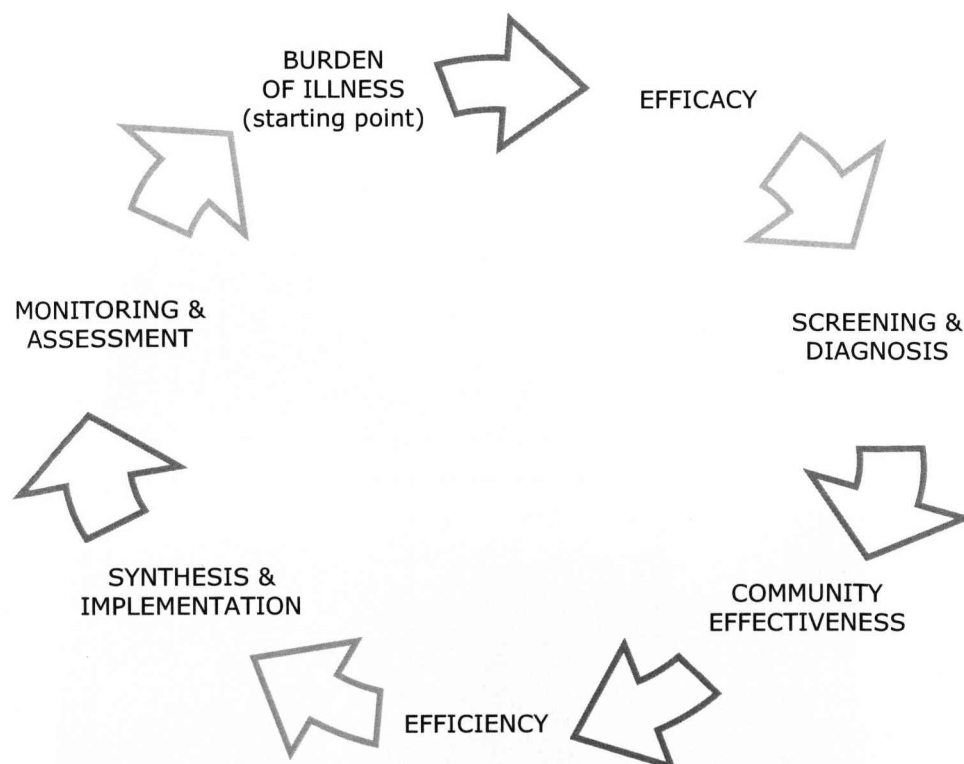 BURDEN
OF ILLNESS
(starting point)
EFFICACY
SCREENING &
DIAGNOSIS
COMMUNITY
EFFECTIVENESS
EFFICIENCY
SYNTHESIS &
IMPLEMENTATION
MONITORING &
ASSESSMENT